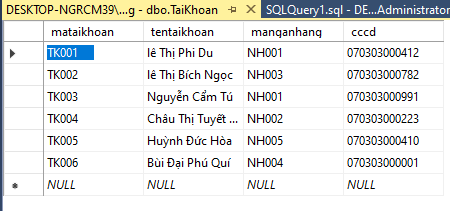 DESKTOP-NGRCM39\...g - dbo.TaiKhoan SQLQuery1.sql - DE...Administrator
mataikhoan tentaikhoan manganhang cccd
TK001 lê Thị Phi Du NH001 070303000412
TK002 lê Thị Bích Ngọc NH003 070303000782
TK003 Nguyễn Cẩm Tú NH001 070303000991
TK004 Châu Thị Tuyết ... NH002 070303000223
TK005 Huỳnh Đức Hòa NH005 070303000410
TK006 Bùi Đại Phú Quí NH004 070303000001
NULL NULL NULL NULL